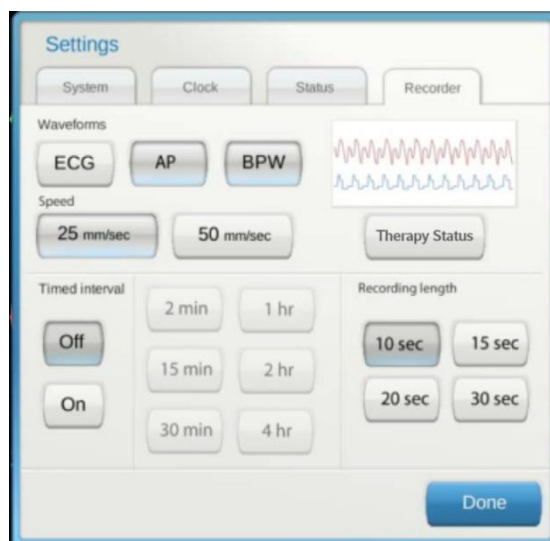 Settings
System Clock Status Recorder
Waveforms
ECG AP BPW
Speed
25 mm/sec 50 mm/sec Therapy Status
Timed interval Recording length
2 min 1 hr
Off 10 sec 15 sec
15 min 2 hr
On 20 sec 30 sec
30 min 4 hr
Done